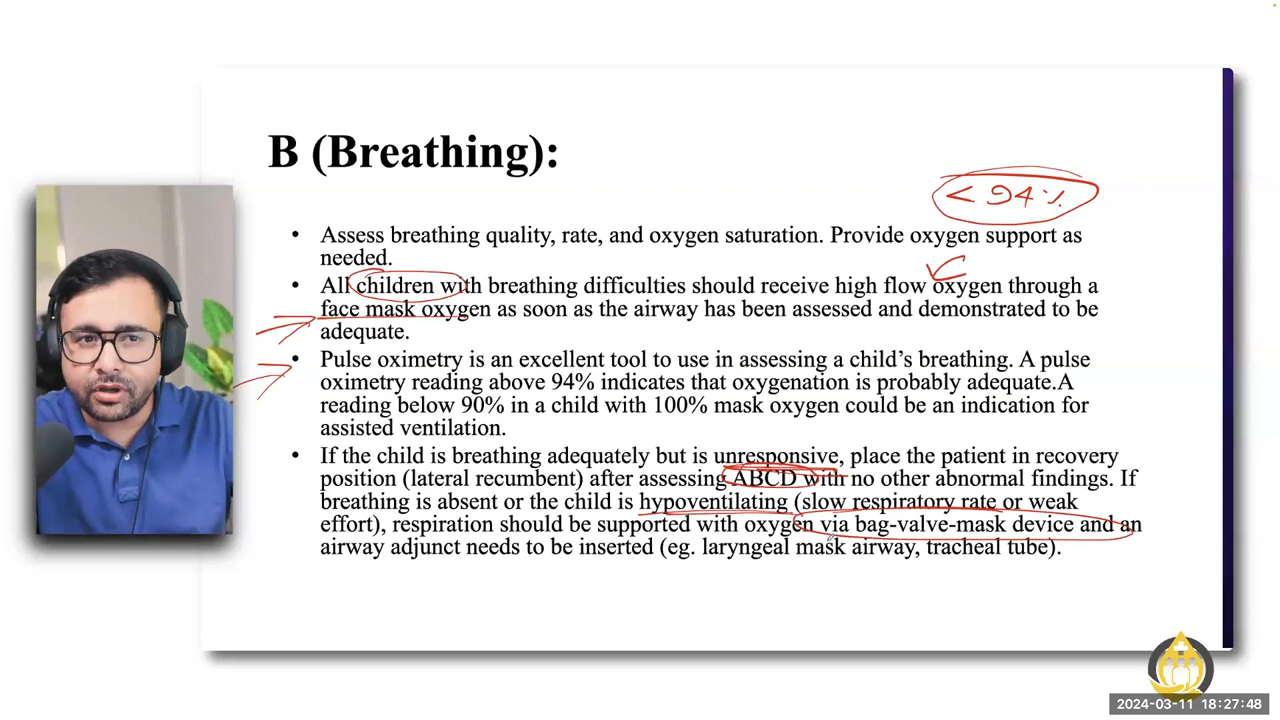 B (Breathing):
< 94%
• Assess breathing quality, rate, and oxygen saturation. Provide oxygen support as
needed.
• All children with breathing difficulties should receive high flow oxygen through a
face mask oxygen as soon as the airway has been assessed and demonstrated to be
adequate.
• Pulse oximetry is an excellent tool to use in assessing a child’s breathing. A pulse
oximetry reading above 94% indicates that oxygenation is probably adequate.A
reading below 90% in a child with 100% mask oxygen could be an indication for
assisted ventilation.
• If the child is breathing adequately but is unresponsive, place the patient in recovery
position (lateral recumbent) after assessing ABCD with no other abnormal findings. If
breathing is absent or the child is hypoventilating (slow respiratory rate or weak
effort), respiration should be supported with oxygen via bag-valve-mask device and an
airway adjunct needs to be inserted (eg. laryngeal mask airway, tracheal tube).
2024-03-11 18:27:48